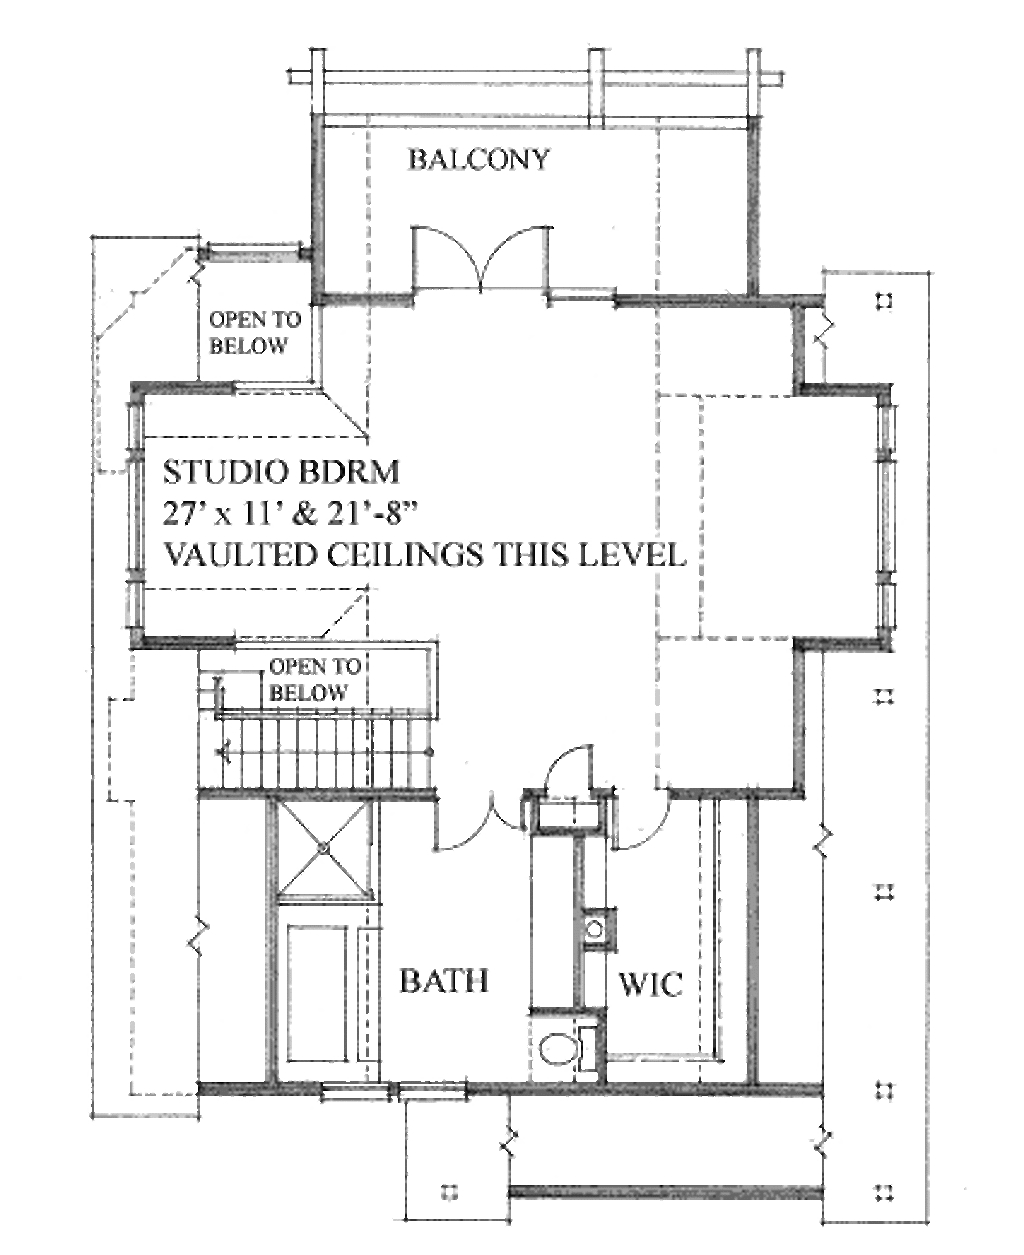 BALCONY
OPEN TO
BELOW
STUDIO BDRM
27’ x 11’ & 21’-8”
VAULTED CEILINGS THIS LEVEL
OPEN TO
BELOW
BATH
WIC